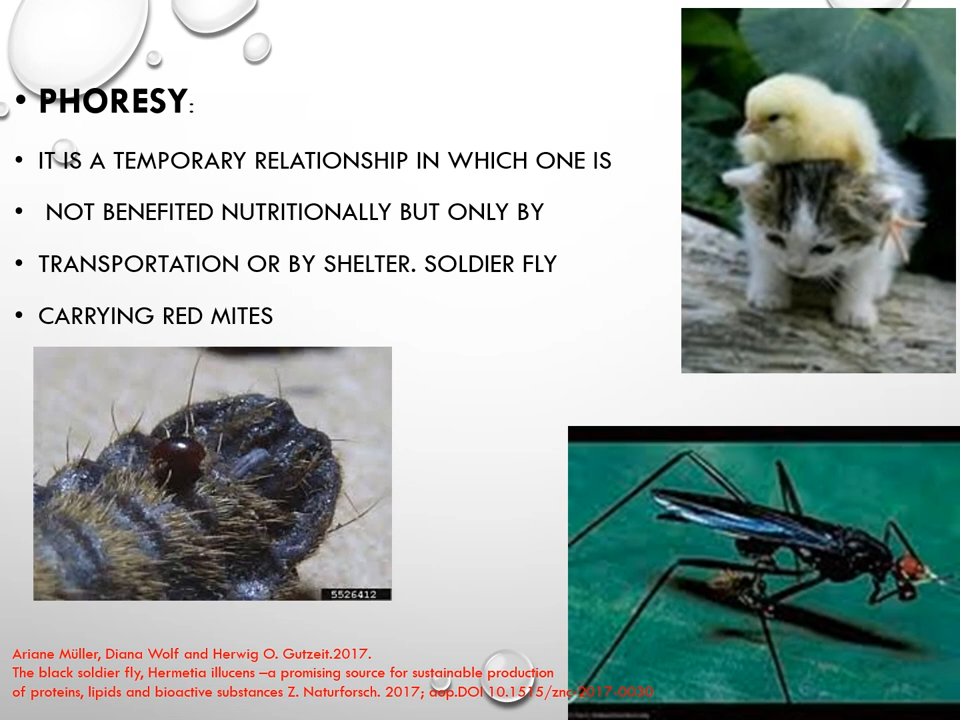 • PHORESY:
• IT IS A TEMPORARY RELATIONSHIP IN WHICH ONE IS
• NOT BENEFITED NUTRITIONALLY BUT ONLY BY
• TRANSPORTATION OR BY SHELTER. SOLDIER FLY
• CARRYING RED MITES
5526412
Ariane Müller, Diana Wolf and Herwig O. Gutzeit.2017.
The black soldier fly, Hermetia illucens –a promising source for sustainable production
of proteins, lipids and bioactive substances Z. Naturforsch. 2017; aop.DOI 10.1515/znc-2017-0030